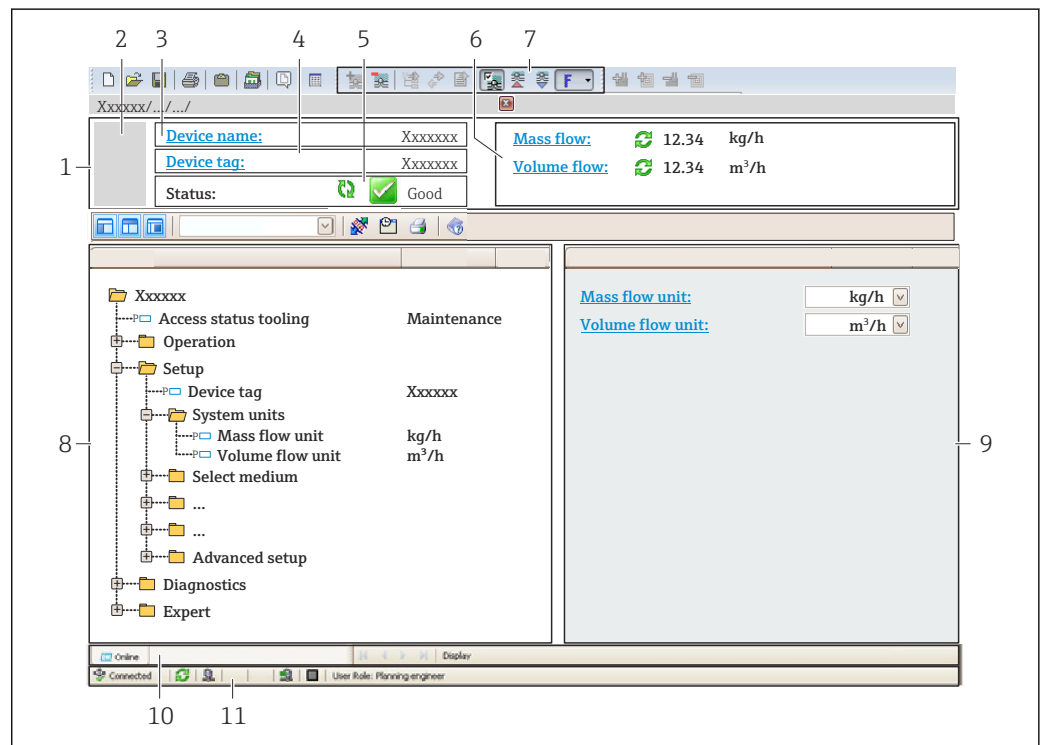 2 3 4 5 6 7
F
Xxxxxx/.../.../
1
Device name: Xxxxxxx
Device tag: Xxxxxxx
Status: Good
Mass flow: 12.34 kg/h
Volume flow: 12.34 m³/h
Xxxxxx
Access status tooling Maintenance
Operation
Setup
Device tag Xxxxxx
System units
Mass flow unit kg/h
Volume flow unit m³/h
Select medium
...
...
Advanced setup
Diagnostics
Expert
Mass flow unit: kg/h
Volume flow unit: m³/h
8
9
Online Display
Connected User Role: Planning engineer
10 11